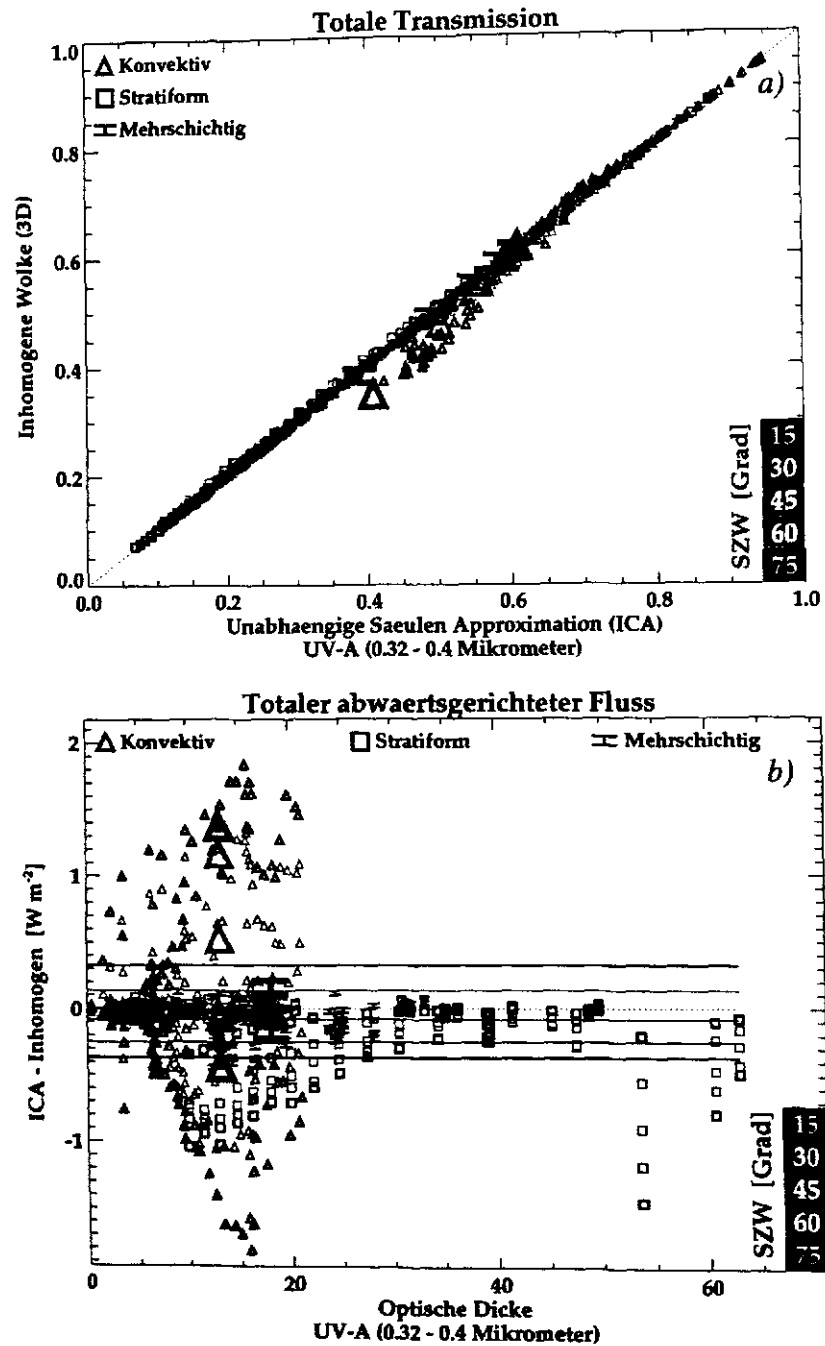 Totale Transmission
1.0
0.8
0.6
0.4
0.2
0.0
Inhomogene Wolke (3D)
Konvektiv
Stratiform
Mehrschichtig
a)
SZW [Grad]
15
30
45
60
75
0.0 0.2 0.4 0.6 0.8 1.0
Unabhaengige Saeulen Approximation (ICA)
UV-A (0.32 - 0.4 Mikrometer)
Totaler abwaertsgerichteter Fluss
2
1
0
-1
ICA - Inhomogen [W m-2]
Konvektiv Stratiform Mehrschichtig
b)
SZW [Grad]
15
30
45
60
75
0 20 40 60
Optische Dicke
UV-A (0.32 - 0.4 Mikrometer)